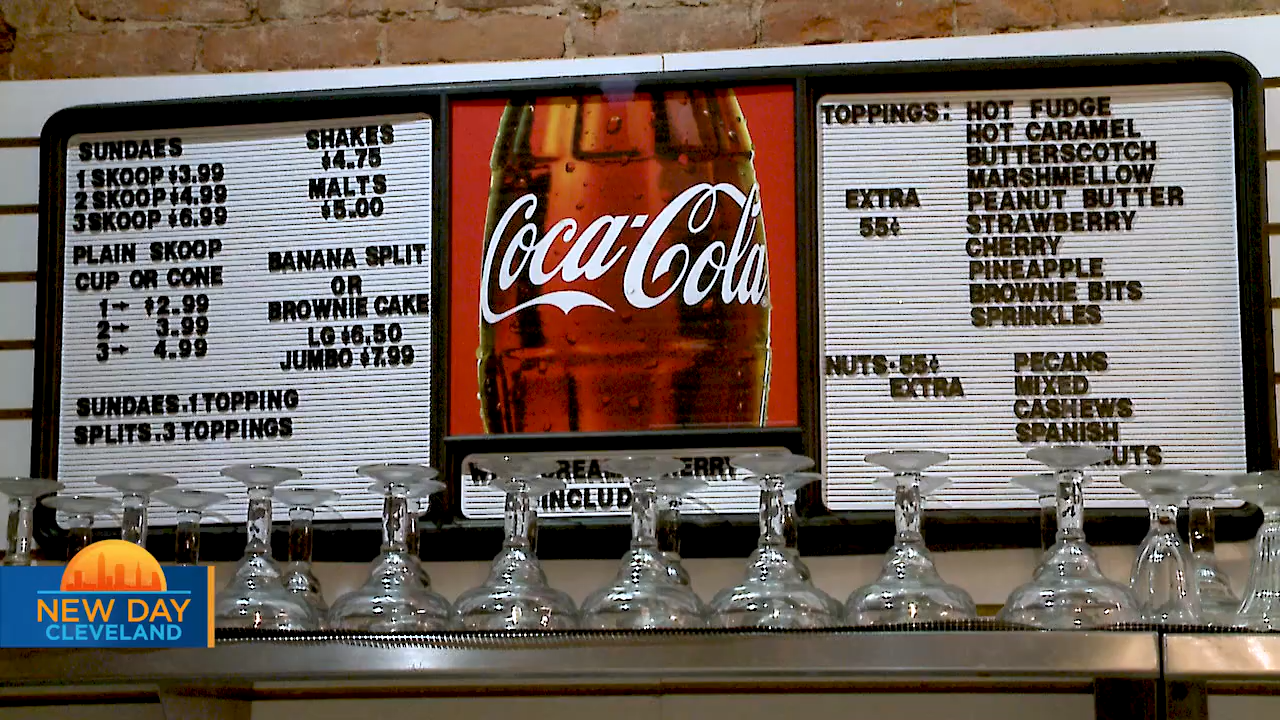 SUNDAES
1 SKOOP $3.99
2 SKOOP $4.99
3 SKOOP $6.99
PLAIN SKOOP
CUP OR CONE
1→ $2.99
2→ 3.99
3→ 4.99
SUNDAES.1 TOPPING
SPLITS.3 TOPPINGS
SHAKES
$4.75
MALTS
$5.00
BANANA SPLIT
OR
BROWNIE CAKE
LG $6.50
JUMBO $7.99
Coca-Cola
INCLUD
TOPPINGS: HOT FUDGE
HOT CARAMEL
BUTTERSCOTCH
MARSHMELLOW
EXTRA PEANUT BUTTER
55¢ STRAWBERRY
CHERRY
PINEAPPLE
BROWNIE BITS
SPRINKLES
NUTS-55¢ PECANS
EXTRA MIXED
CASHEWS
SPANISH
NEW DAY
CLEVELAND